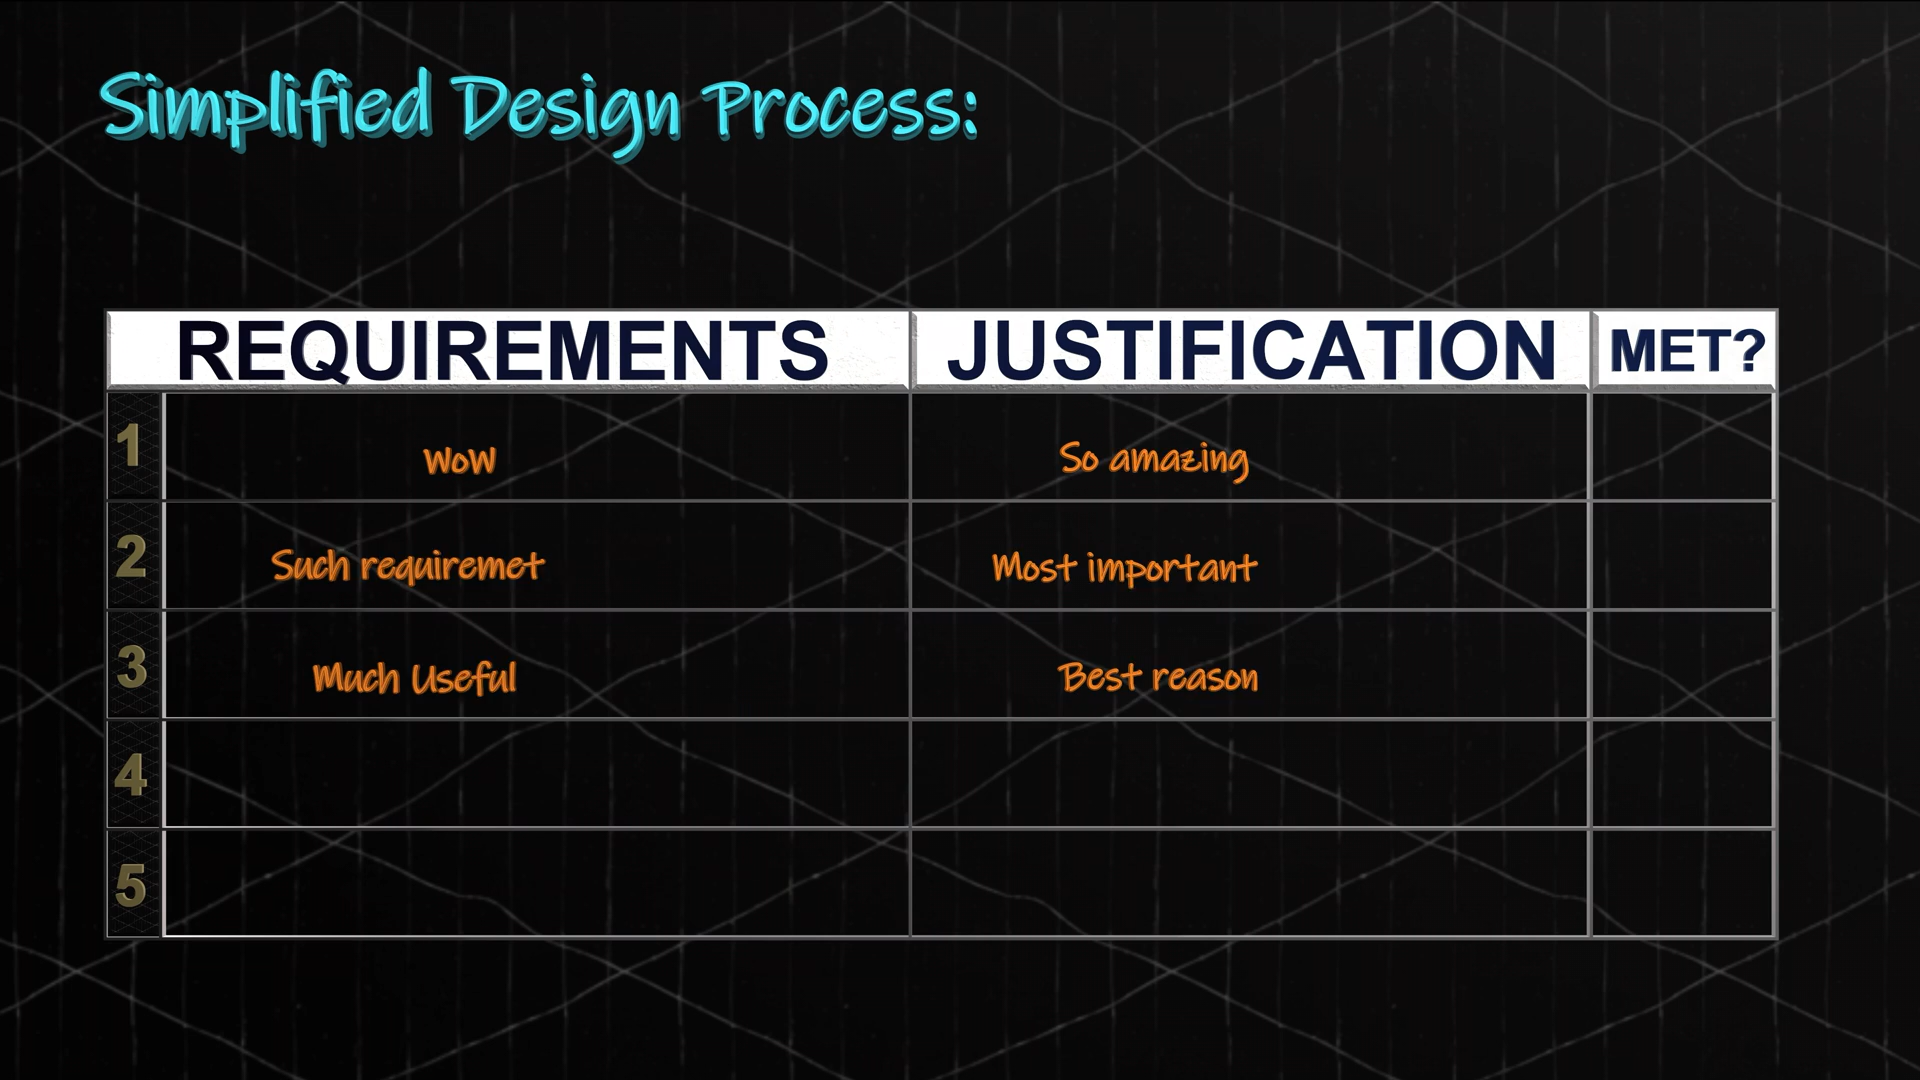 Simplified Design Process:
REQUIREMENTS JUSTIFICATION MET?
1 WoW So amazing
2 Such requiremet Most important
3 Much Useful Best reason
4
5